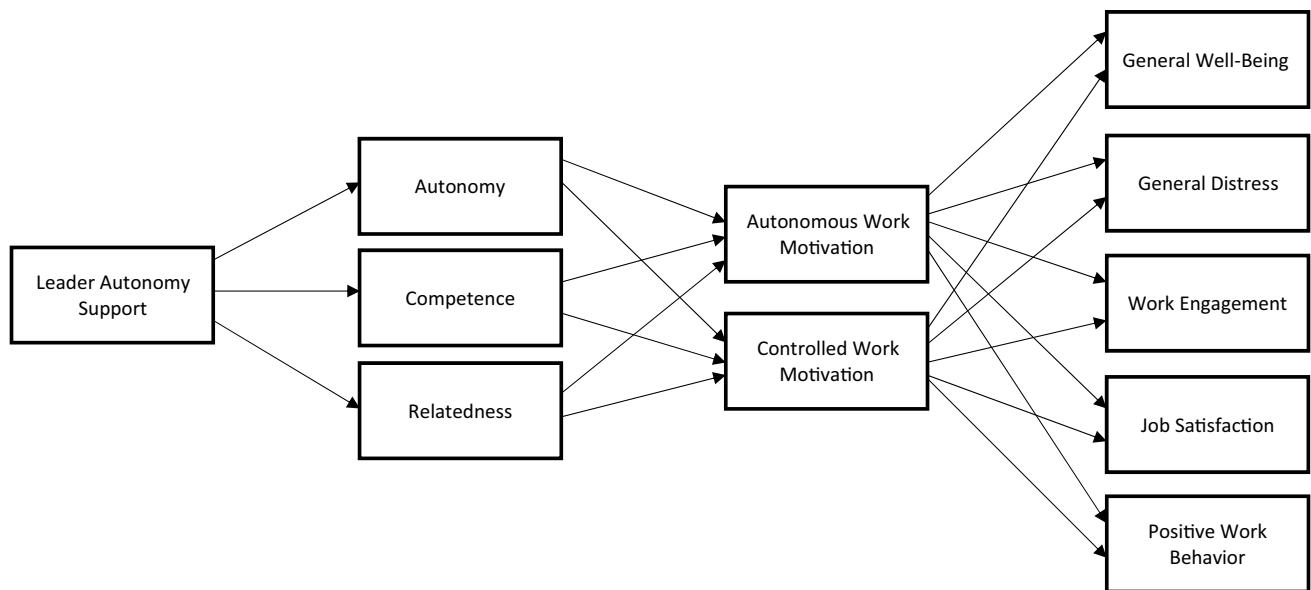 Leader Autonomy
Support
Autonomy
Competence
Relatedness
Autonomous Work
Motivation
Controlled Work
Motivation
General Well-Being
General Distress
Work Engagement
Job Satisfaction
Positive Work
Behavior